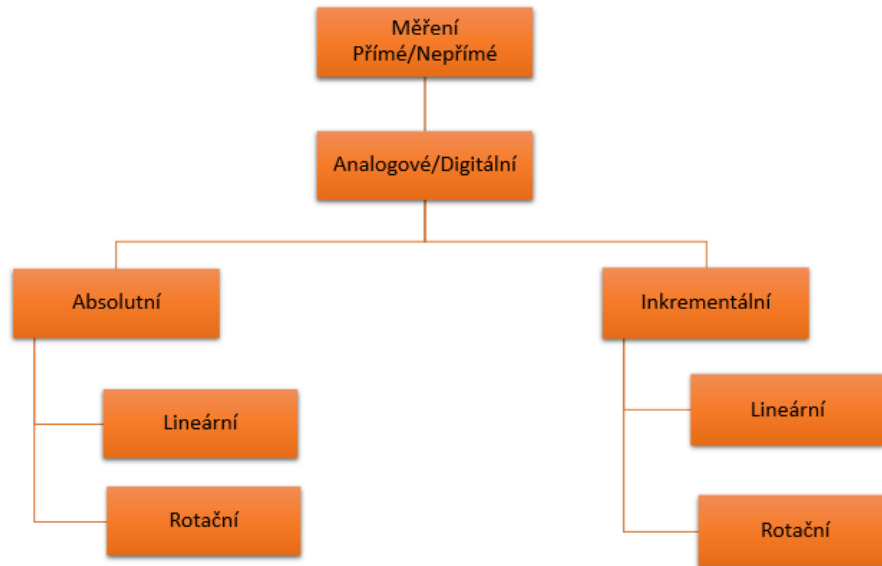 Měření
Přímé/Nepřímé
Analogové/Digitální
Absolutní
Inkrementální
Lineární
Lineární
Rotační
Rotační